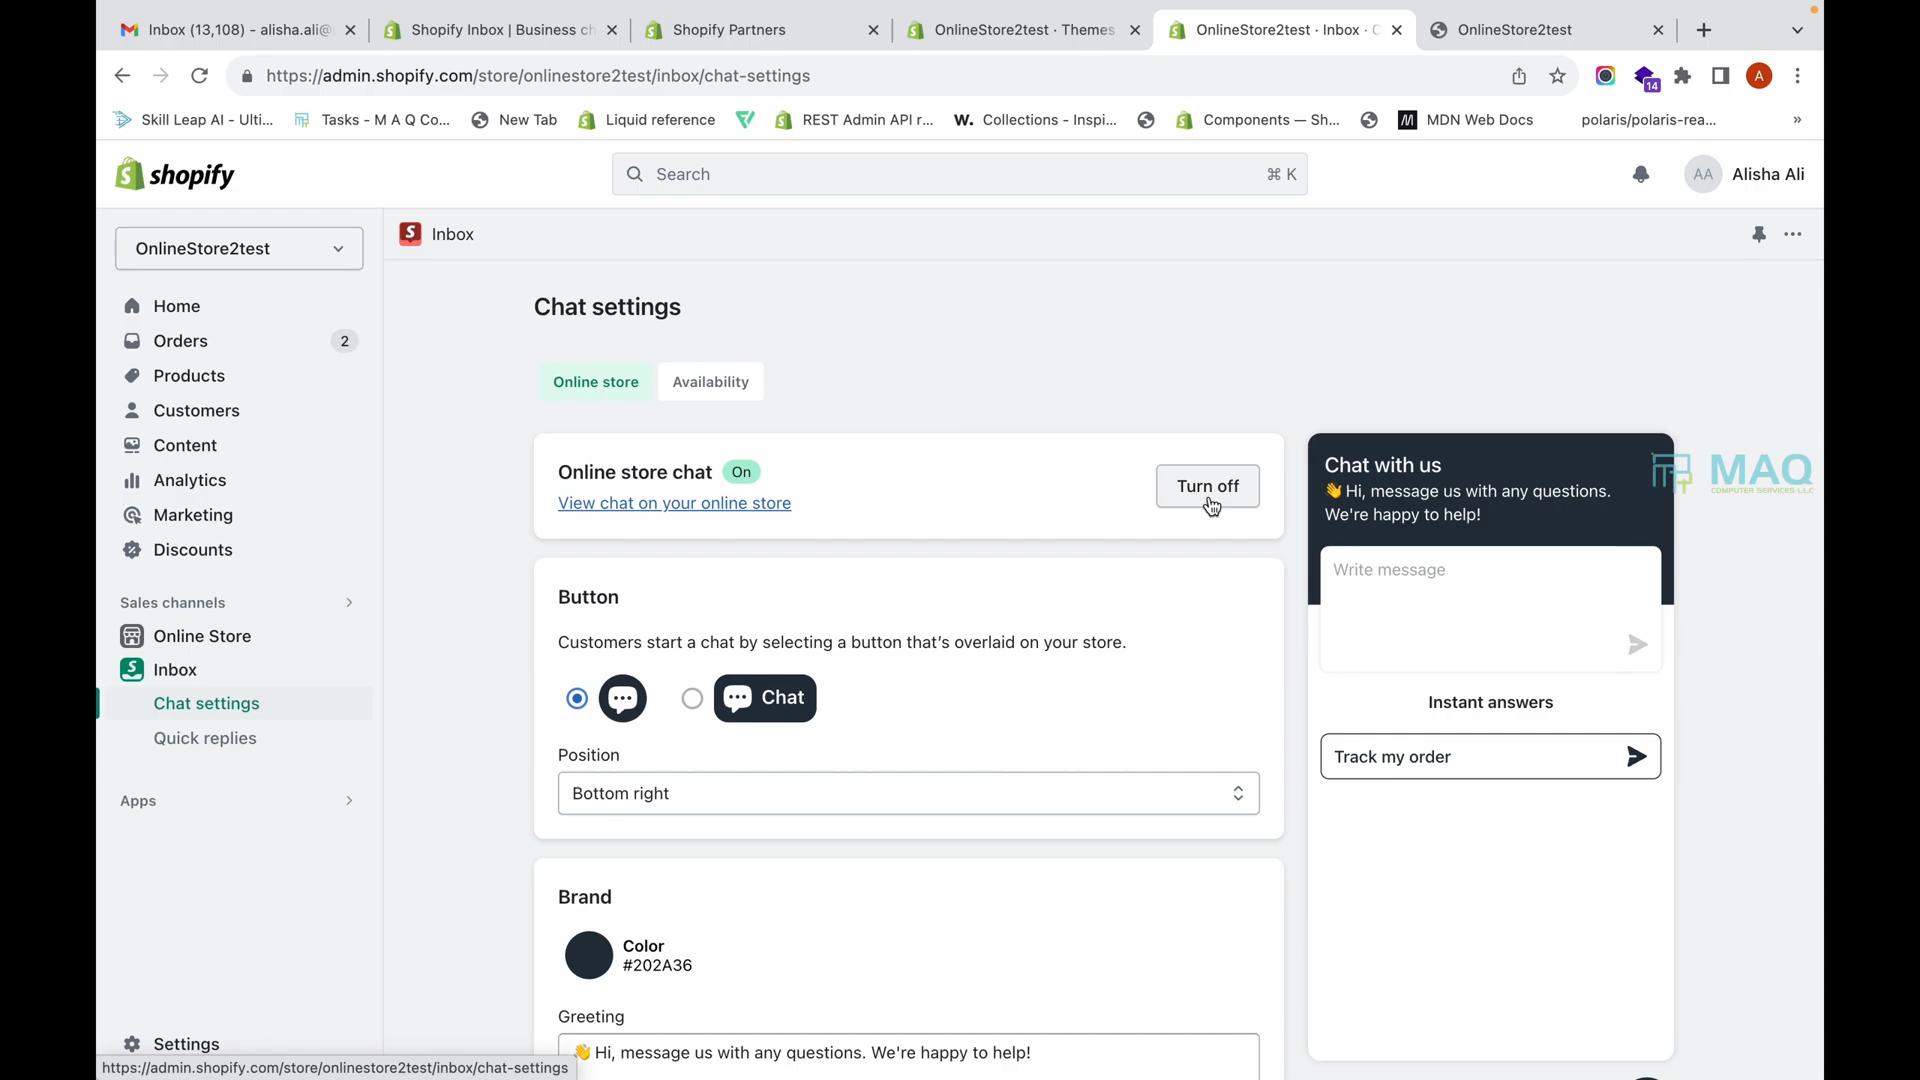 Inbox (13,108) - alisha.ali@
Shopify Inbox | Business ch
Shopify Partners
OnlineStore2test · Themes
OnlineStore2test · Inbox · C
OnlineStore2test
https://admin.shopify.com/store/onlinestore2test/inbox/chat-settings
14
A
Skill Leap AI - Ulti...
Tasks - M A Q Co...
New Tab
Liquid reference
REST Admin API r...
W. Collections - Inspi...
Components — Sh...
MDN Web Docs
polaris/polaris-rea...
»
shopify
Search
⌘ K
AA
Alisha Ali
OnlineStore2test
Inbox
Home
Orders
2
Products
Customers
Content
Analytics
Marketing
Discounts
Sales channels
Online Store
Inbox
Chat settings
Quick replies
Apps
Settings
https://admin.shopify.com/store/onlinestore2test/inbox/chat-settings
Chat settings
Online store
Availability
Online store chat On
View chat on your online store
Turn off
Button
Customers start a chat by selecting a button that's overlaid on your store.
Chat
Position
Bottom right
Brand
Color
#202A36
Greeting
👋 Hi, message us with any questions. We're happy to help!
Chat with us
👋 Hi, message us with any questions.
We're happy to help!
Write message
Instant answers
Track my order
MAQ
COMPUTER SERVICES LLC